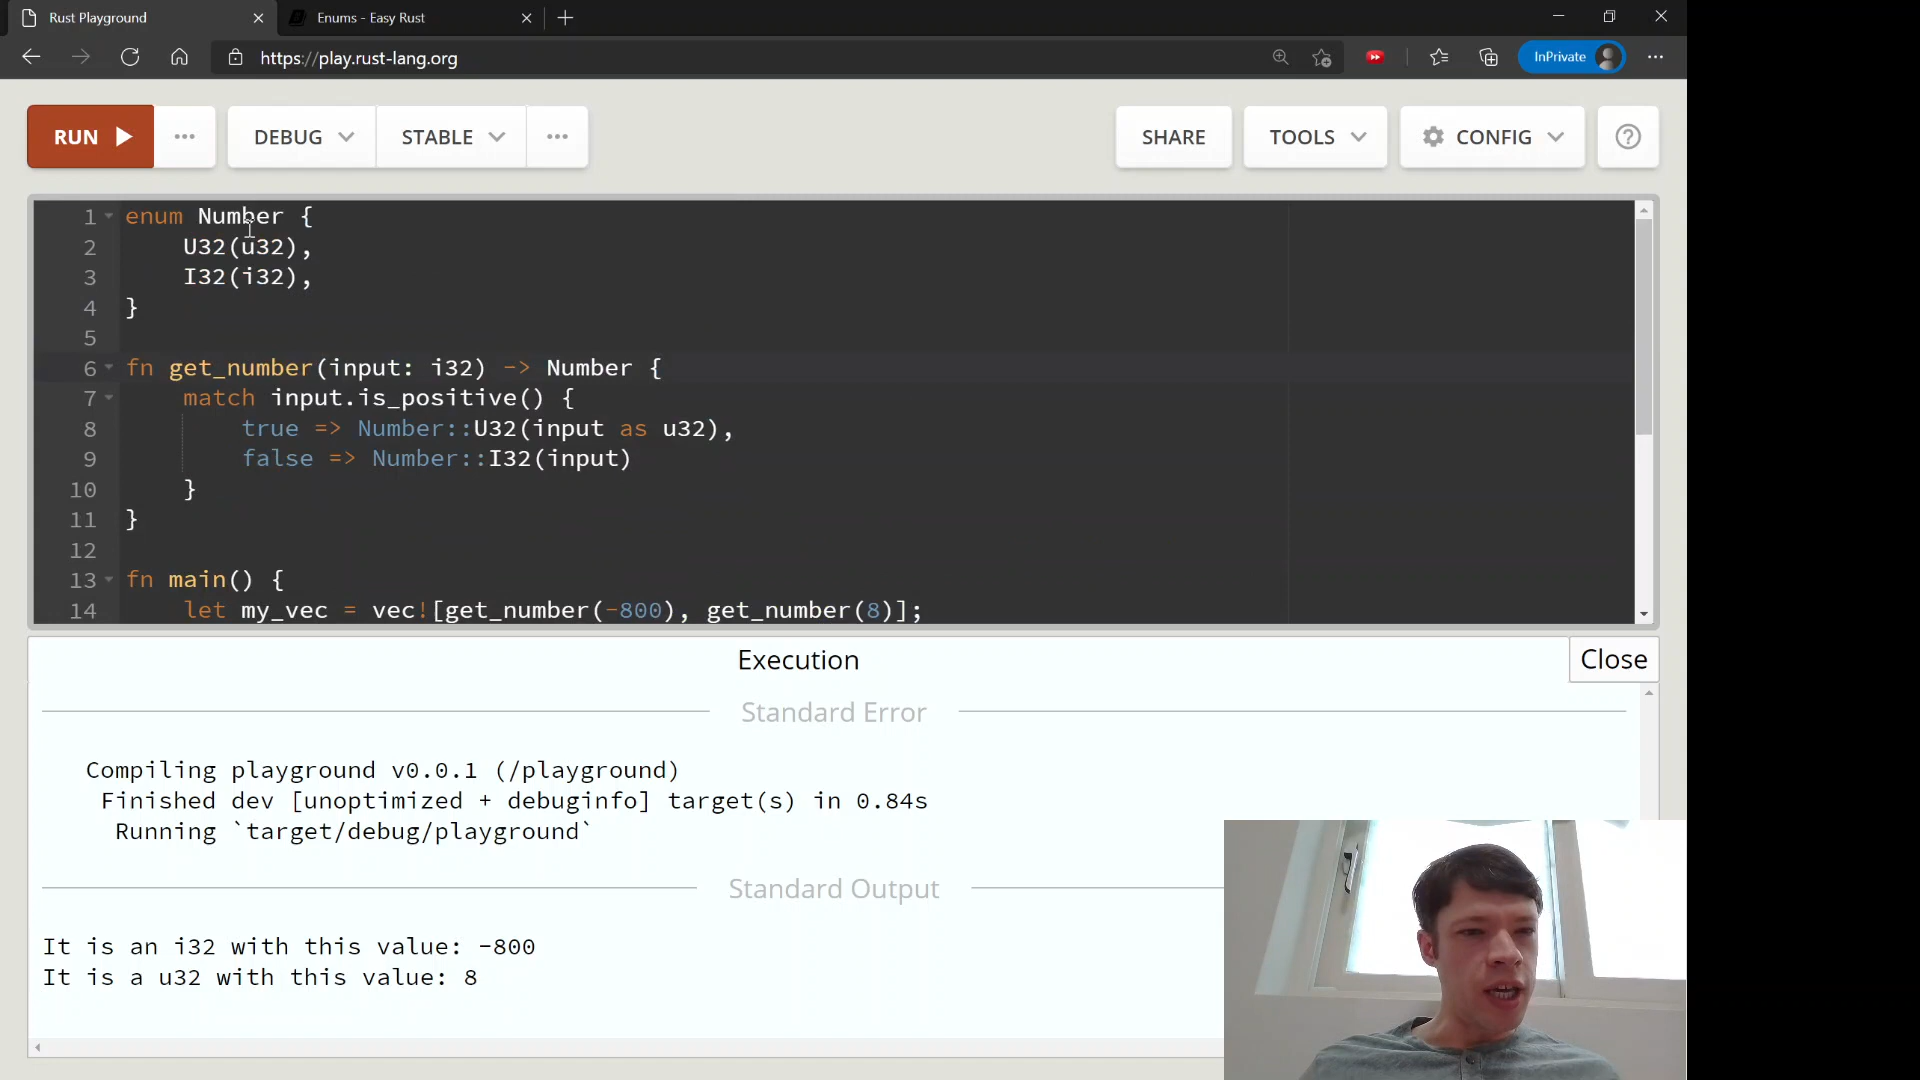 Rust Playground
Enums - Easy Rust
https://play.rust-lang.org
InPrivate
RUN
DEBUG
STABLE
SHARE
TOOLS
CONFIG
1 enum Number {
2     U32(u32),
3     I32(i32),
4 }
5
6 fn get_number(input: i32) -> Number {
7     match input.is_positive() {
8         true => Number::U32(input as u32),
9         false => Number::I32(input)
10     }
11 }
12
13 fn main() {
14     let my_vec = vec![get_number(-800), get_number(8)];
Execution
Close
Standard Error
Compiling playground v0.0.1 (/playground)
Finished dev [unoptimized + debuginfo] target(s) in 0.84s
Running `target/debug/playground`
Standard Output
It is an i32 with this value: -800
It is a u32 with this value: 8